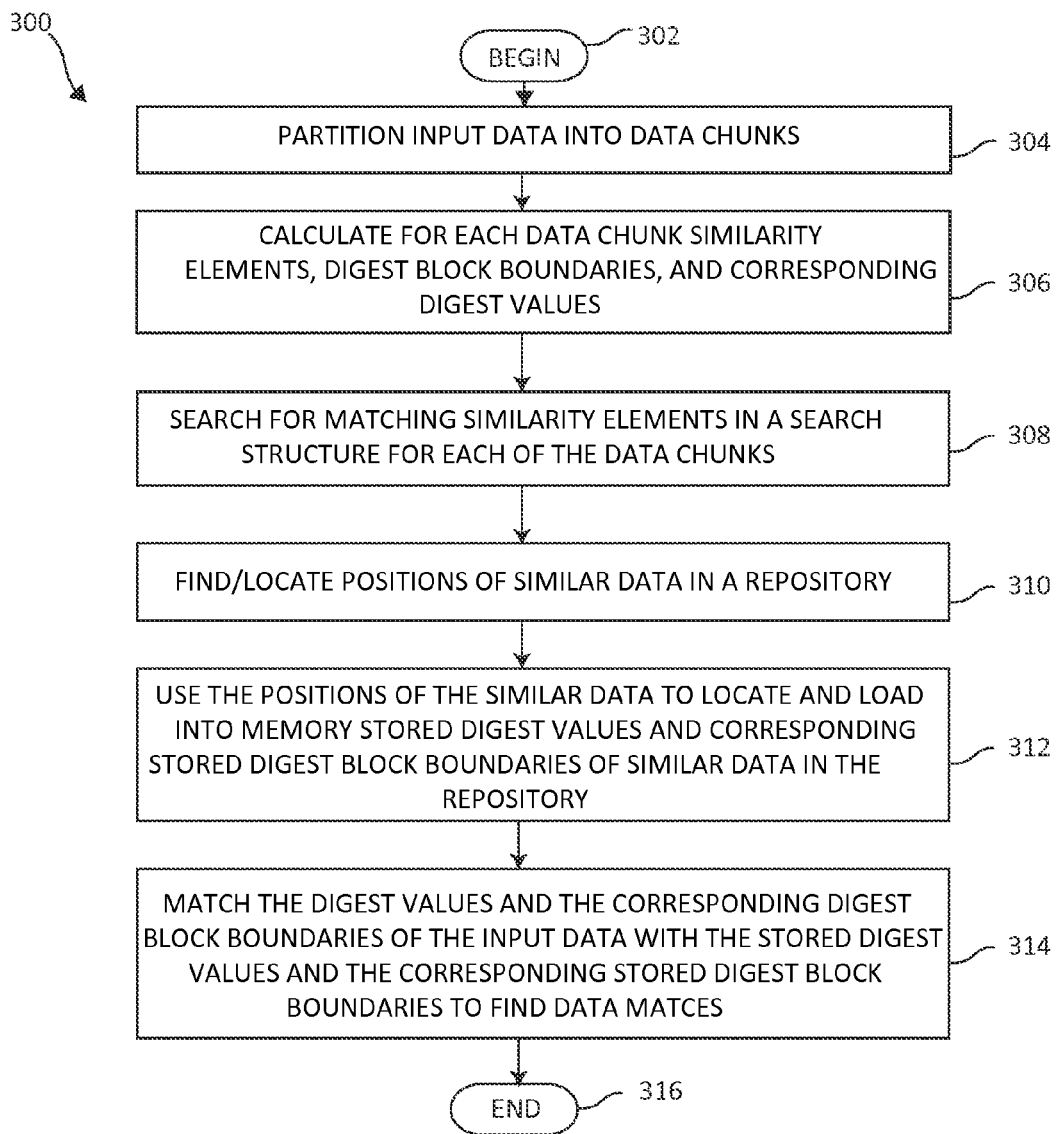 300
302
BEGIN
PARTITION INPUT DATA INTO DATA CHUNKS
304
CALCULATE FOR EACH DATA CHUNK SIMILARITY
ELEMENTS, DIGEST BLOCK BOUNDARIES, AND CORRESPONDING
DIGEST VALUES
306
SEARCH FOR MATCHING SIMILARITY ELEMENTS IN A SEARCH
STRUCTURE FOR EACH OF THE DATA CHUNKS
308
FIND/LOCATE POSITIONS OF SIMILAR DATA IN A REPOSITORY
310
USE THE POSITIONS OF THE SIMILAR DATA TO LOCATE AND LOAD
INTO MEMORY STORED DIGEST VALUES AND CORRESPONDING
STORED DIGEST BLOCK BOUNDARIES OF SIMILAR DATA IN THE
REPOSITORY
312
MATCH THE DIGEST VALUES AND THE CORRESPONDING DIGEST
BLOCK BOUNDARIES OF THE INPUT DATA WITH THE STORED DIGEST
VALUES AND THE CORRESPONDING STORED DIGEST BLOCK
BOUNDARIES TO FIND DATA MATCES
314
END
316